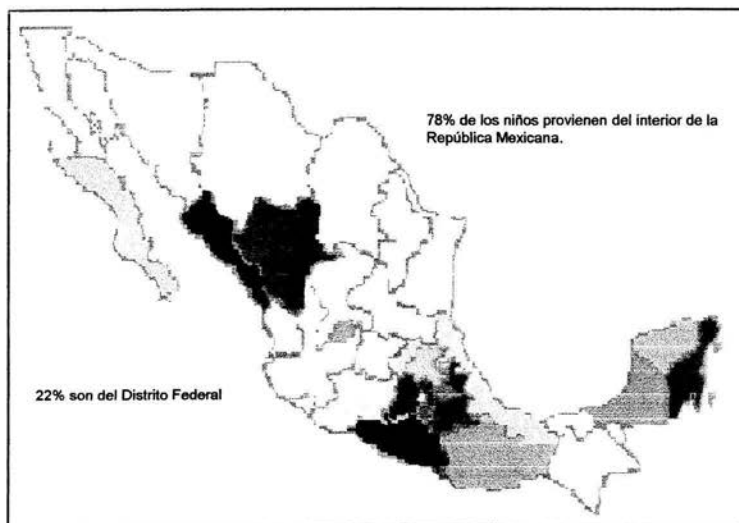 78% de los niños provienen del interior de la
República Mexicana.
22% son del Distrito Federal